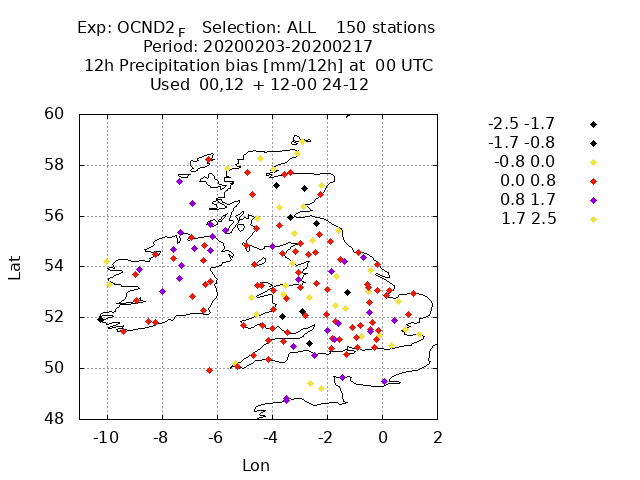 Exp: OCND2_F   Selection: ALL   150 stations
Period: 20200203-20200217
12h Precipitation bias [mm/12h] at  00 UTC
Used 00,12  + 12-00 24-12
-2.5 -1.7
-1.7 -0.8
-0.8 0.0
0.0 0.8
0.8 1.7
1.7 2.5
60
58
56
54
52
50
48
Lat
-10 -8 -6 -4 -2 0 2
Lon